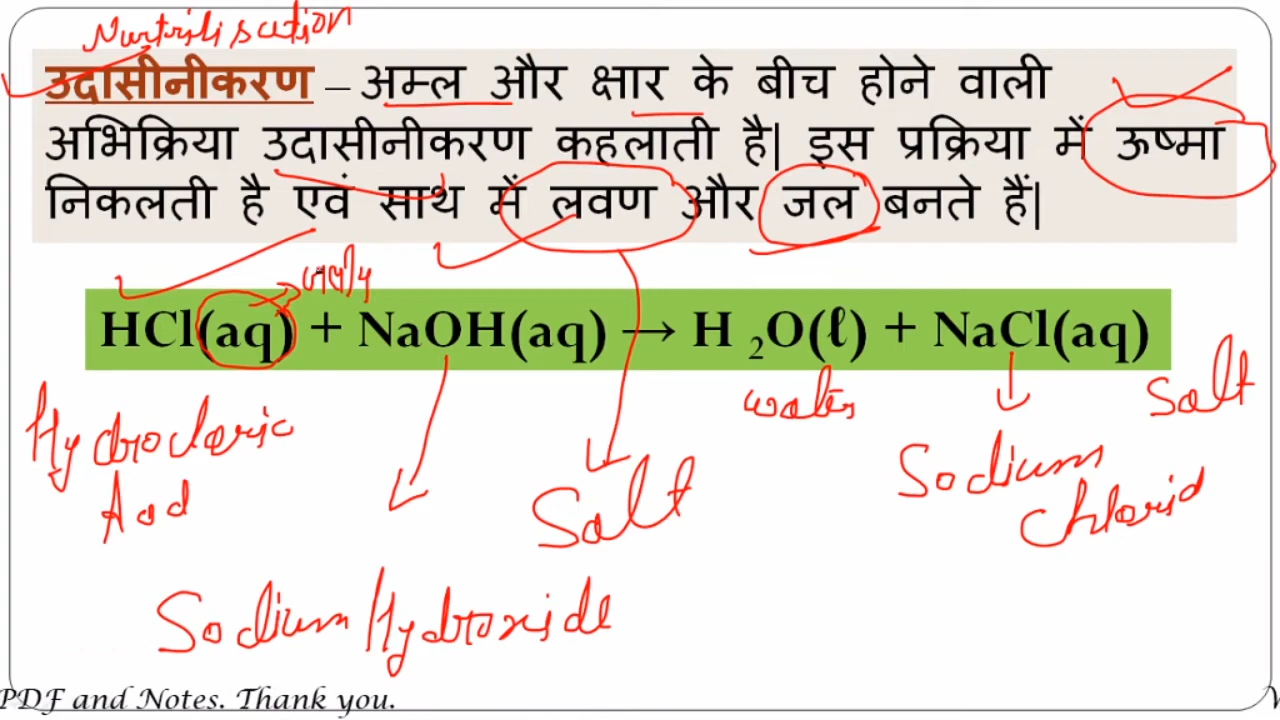 Nurtrilisation
उदासीनीकरण – अम्ल और क्षार के बीच होने वाली
अभिक्रिया उदासीनीकरण कहलाती है| इस प्रक्रिया में ऊष्मा
निकलती है एवं साथ में लवण और जल बनते हैं|
जलीय
HCl(aq) + NaOH(aq) → H ₂O(ℓ) + NaCl(aq)
Hydrocloric
Acid
water
Salt
Sodium
Chlorid
Salt
Sodium Hydroxide
PDF and Notes. Thank you.